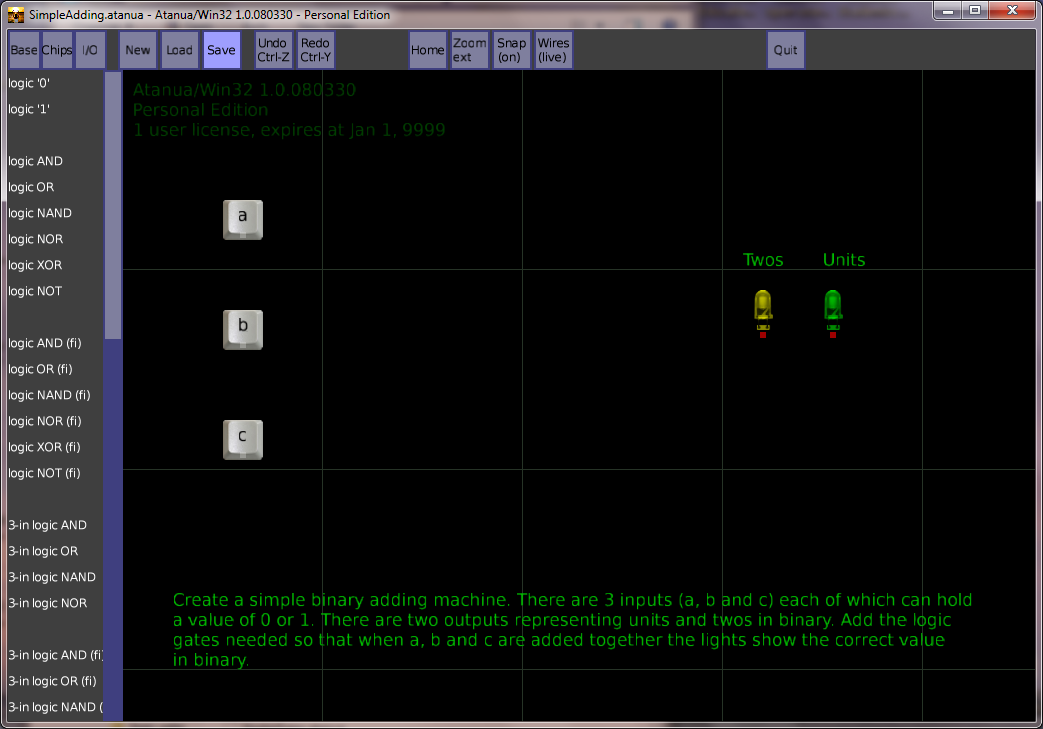 SimpleAdding.atanua - Atanua/Win32 1.0.080330 - Personal Edition
Base Chips I/O New Load Save Undo Ctrl-Z Redo Ctrl-Y Home Zoom ext Snap (on) Wires (live) Quit
logic '0'
logic '1'
logic AND
logic OR
logic NAND
logic NOR
logic XOR
logic NOT
logic AND (fi)
logic OR (fi)
logic NAND (fi)
logic NOR (fi)
logic XOR (fi)
logic NOT (fi)
3-in logic AND
3-in logic OR
3-in logic NAND
3-in logic NOR
3-in logic AND (fi)
3-in logic OR (fi)
3-in logic NAND (
Atanua/Win32 1.0.080330
Personal Edition
1 user license, expires at Jan 1, 9999
a
b
c
Twos Units
Create a simple binary adding machine. There are 3 inputs (a, b and c) each of which can hold
a value of 0 or 1. There are two outputs representing units and twos in binary. Add the logic
gates needed so that when a, b and c are added together the lights show the correct value
in binary.